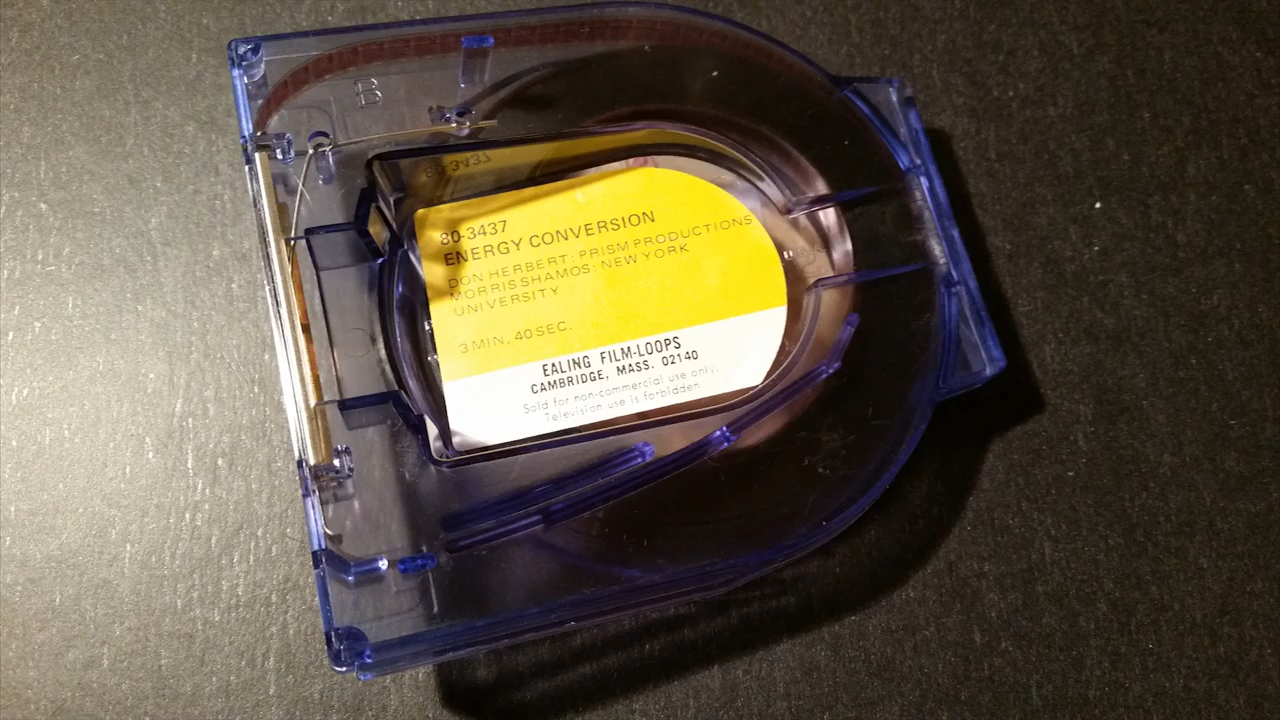 B
80-3437
80-3437
ENERGY CONVERSION
DON HERBERT: PRISM PRODUCTIONS
MORRIS SHAMOS: NEW YORK
UNIVERSITY
3 MIN. 40 SEC.
EALING FILM-LOOPS
CAMBRIDGE, MASS. 02140
Sold for non-commercial use only.
Television use is forbidden